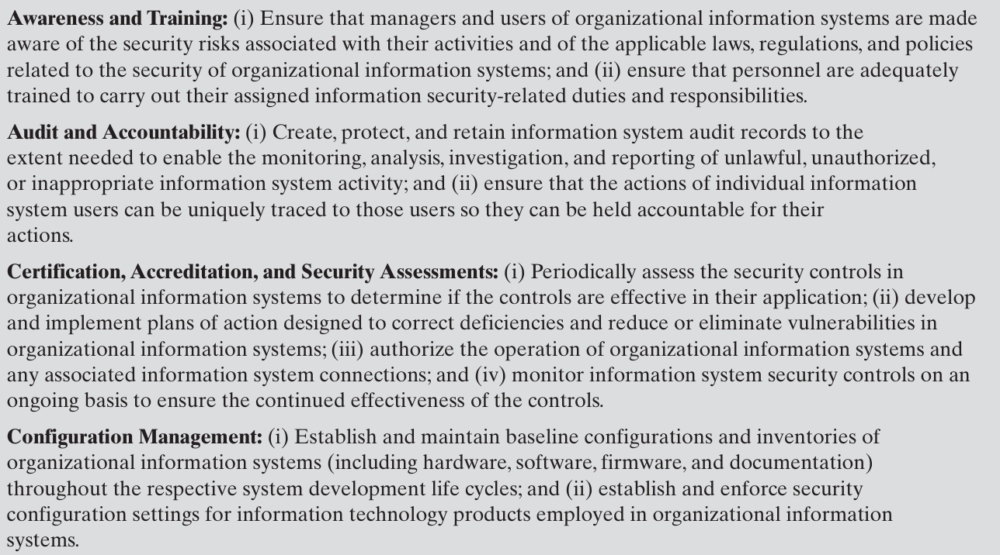 Awareness and Training: (i) Ensure that managers and users of organizational information systems are made
aware of the security risks associated with their activities and of the applicable laws, regulations, and policies
related to the security of organizational information systems; and (ii) ensure that personnel are adequately
trained to carry out their assigned information security-related duties and responsibilities.
Audit and Accountability: (i) Create, protect, and retain information system audit records to the
extent needed to enable the monitoring, analysis, investigation, and reporting of unlawful, unauthorized,
or inappropriate information system activity; and (ii) ensure that the actions of individual information
system users can be uniquely traced to those users so they can be held accountable for their
actions.
Certification, Accreditation, and Security Assessments: (i) Periodically assess the security controls in
organizational information systems to determine if the controls are effective in their application; (ii) develop
and implement plans of action designed to correct deficiencies and reduce or eliminate vulnerabilities in
organizational information systems; (iii) authorize the operation of organizational information systems and
any associated information system connections; and (iv) monitor information system security controls on an
ongoing basis to ensure the continued effectiveness of the controls.
Configuration Management: (i) Establish and maintain baseline configurations and inventories of
organizational information systems (including hardware, software, firmware, and documentation)
throughout the respective system development life cycles; and (ii) establish and enforce security
configuration settings for information technology products employed in organizational information
systems.